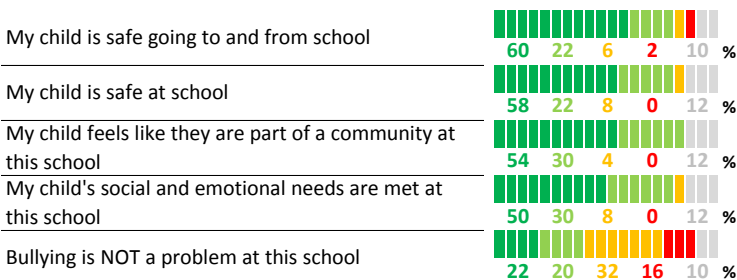 My child is safe going to and from school
60 22 6 2 10 %
My child is safe at school
58 22 8 0 12 %
My child feels like they are part of a community at
this school
54 30 4 0 12 %
My child's social and emotional needs are met at
this school
50 30 8 0 12 %
Bullying is NOT a problem at this school
22 20 32 16 10 %